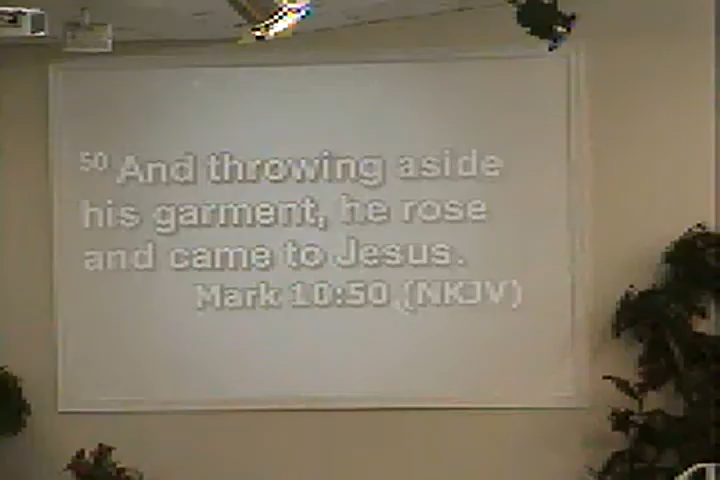 50 And throwing aside
his garment, he rose
and came to Jesus.
Mark 10:50 (NKJV)